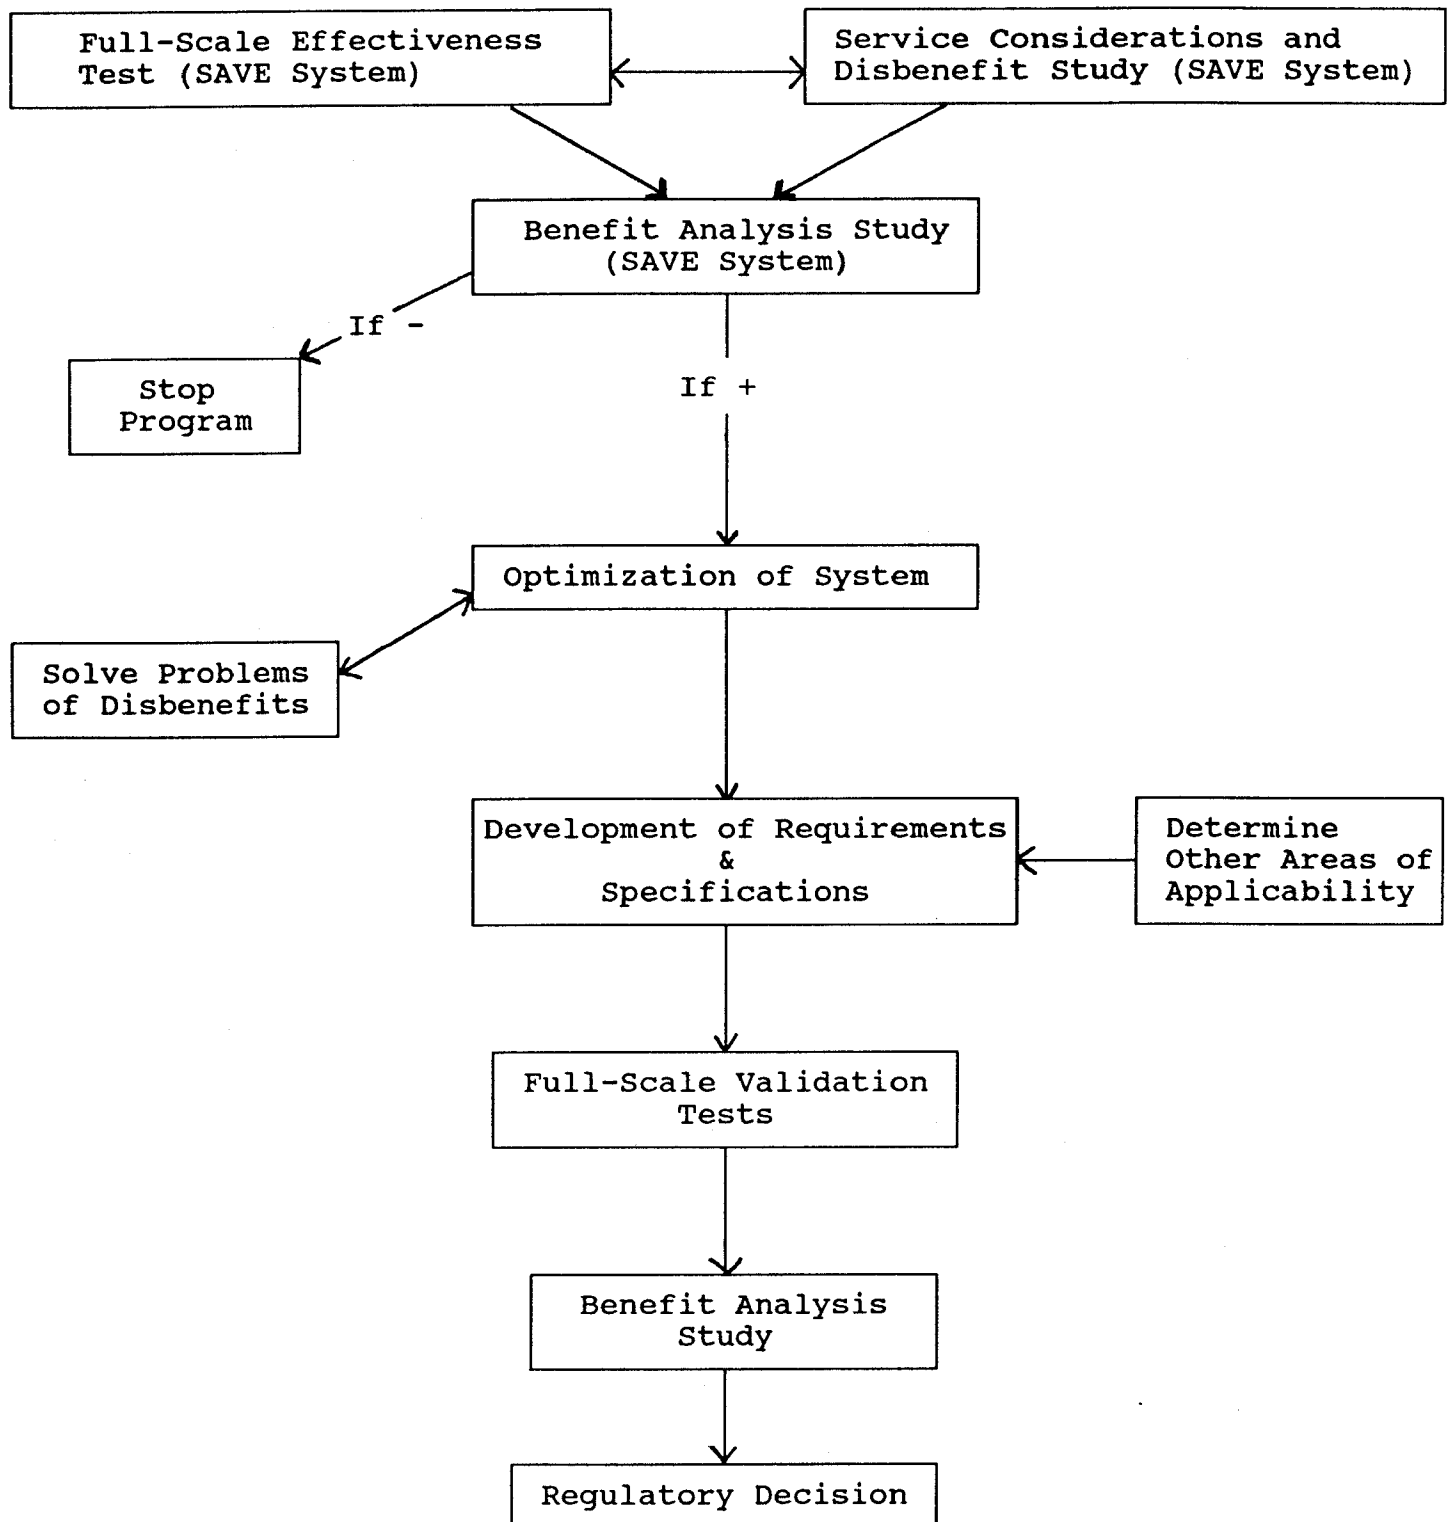 Full-Scale Effectiveness
Test (SAVE System)
Service Considerations and
Disbenefit Study (SAVE System)
Benefit Analysis Study
(SAVE System)
If -
Stop
Program
If +
Optimization of System
Solve Problems
of Disbenefits
Development of Requirements
&
Specifications
Determine
Other Areas of
Applicability
Full-Scale Validation
Tests
Benefit Analysis
Study
Regulatory Decision